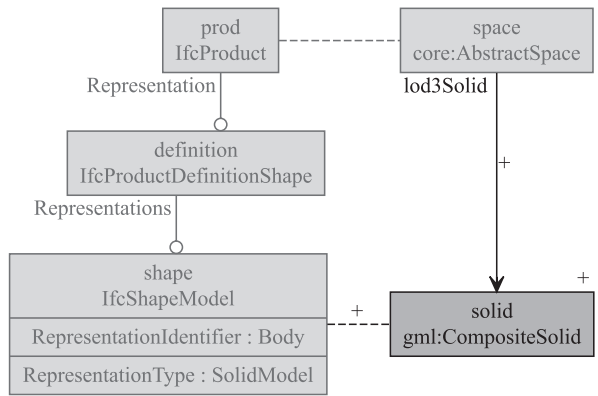 prod
IfcProduct
space
core:AbstractSpace
Representation
lod3Solid
definition
IfcProductDefinitionShape
+
Representations
shape
IfcShapeModel
+
+
solid
gml:CompositeSolid
RepresentationIdentifier : Body
RepresentationType : SolidModel